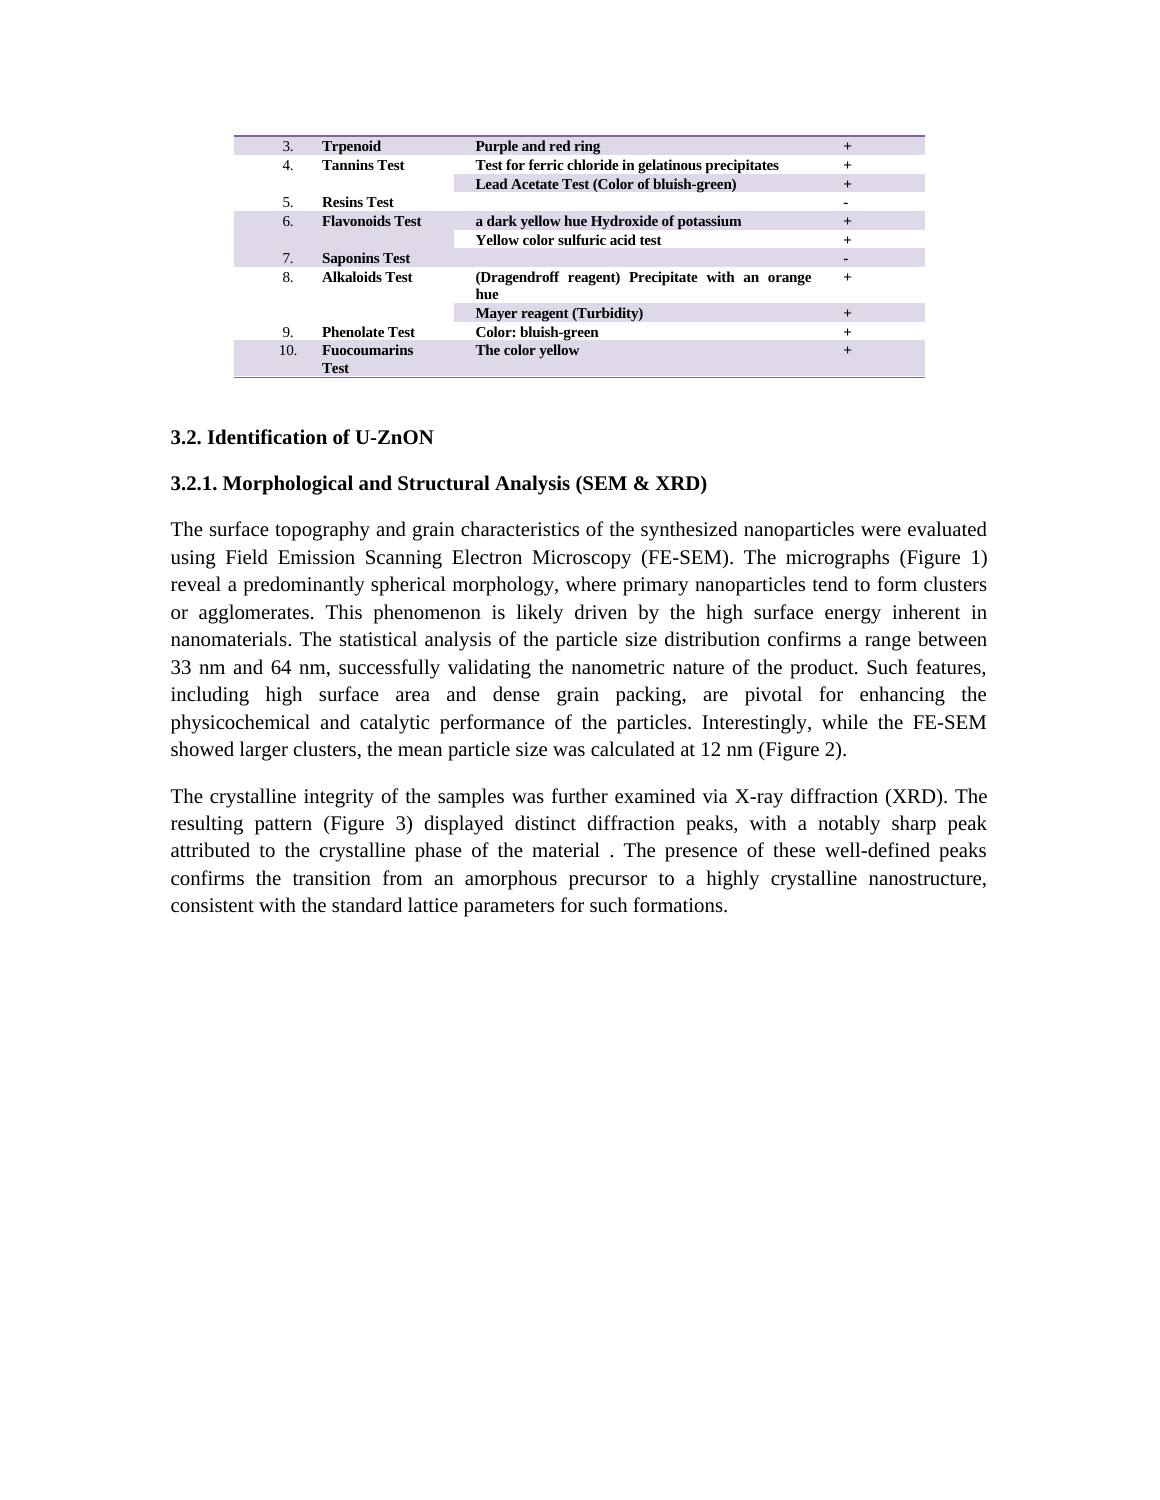 3. Trpenoid Purple and red ring +
4. Tannins Test Test for ferric chloride in gelatinous precipitates +
Lead Acetate Test (Color of bluish-green) +
5. Resins Test -
6. Flavonoids Test a dark yellow hue Hydroxide of potassium +
Yellow color sulfuric acid test +
7. Saponins Test -
8. Alkaloids Test (Dragendroff reagent) Precipitate with an orange +
hue
Mayer reagent (Turbidity) +
9. Phenolate Test Color: bluish-green +
10. Fuocoumarins The color yellow +
Test
3.2. Identification of U-ZnON
3.2.1. Morphological and Structural Analysis (SEM & XRD)
The surface topography and grain characteristics of the synthesized nanoparticles were evaluated
using Field Emission Scanning Electron Microscopy (FE-SEM). The micrographs (Figure 1)
reveal a predominantly spherical morphology, where primary nanoparticles tend to form clusters
or agglomerates. This phenomenon is likely driven by the high surface energy inherent in
nanomaterials. The statistical analysis of the particle size distribution confirms a range between
33 nm and 64 nm, successfully validating the nanometric nature of the product. Such features,
including high surface area and dense grain packing, are pivotal for enhancing the
physicochemical and catalytic performance of the particles. Interestingly, while the FE-SEM
showed larger clusters, the mean particle size was calculated at 12 nm (Figure 2).
The crystalline integrity of the samples was further examined via X-ray diffraction (XRD). The
resulting pattern (Figure 3) displayed distinct diffraction peaks, with a notably sharp peak
attributed to the crystalline phase of the material . The presence of these well-defined peaks
confirms the transition from an amorphous precursor to a highly crystalline nanostructure,
consistent with the standard lattice parameters for such formations.